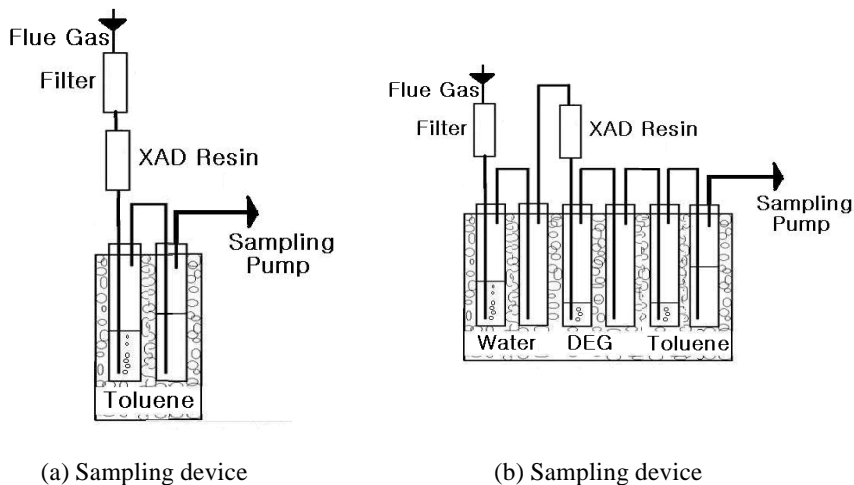 Flue Gas
Filter
XAD Resin
Sampling
Pump
Toluene
Flue Gas
Filter
XAD Resin
Sampling
Pump
Water DEG Toluene
(a) Sampling device
(b) Sampling device